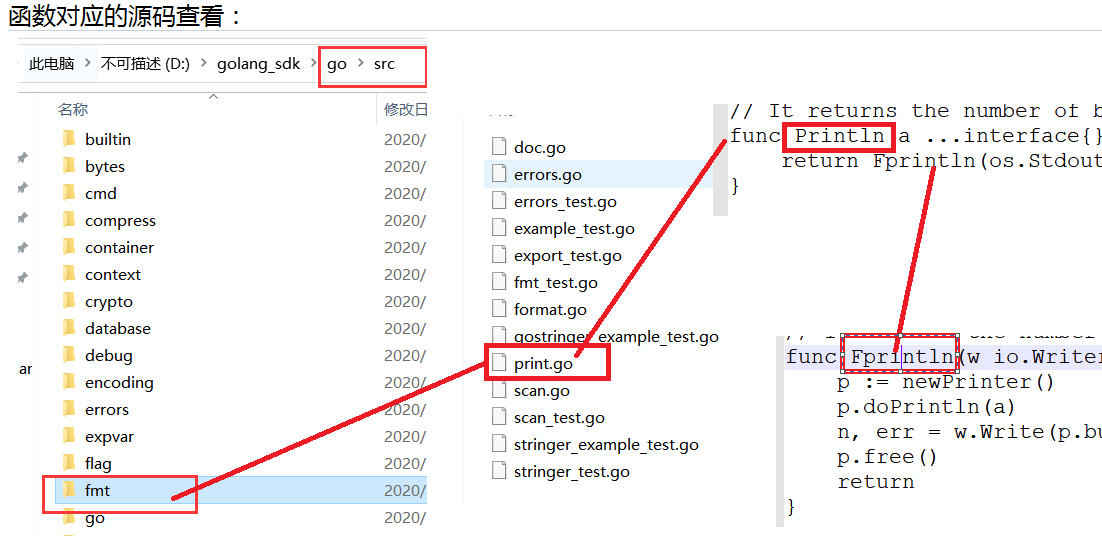 函数对应的源码查看：
此电脑 > 不可描述 (D:) > golang_sdk > go > src
名称 修改日
builtin 2020/
bytes 2020/
cmd 2020/
compress 2020/
container 2020/
context 2020/
crypto 2020/
database 2020/
debug 2020/
encoding 2020/
errors 2020/
expvar 2020/
flag 2020/
fmt 2020/
go 2020/
ar
doc.go
errors.go
errors_test.go
example_test.go
export_test.go
fmt_test.go
format.go
gostringer_example_test.go
print.go
scan.go
scan_test.go
stringer_example_test.go
stringer_test.go
// It returns the number of b
func Println a ...interface{}
return Fprintln(os.Stdout
}
func Fprintln(w io.Writer
p := newPrinter()
p.doPrintln(a)
n, err = w.Write(p.bu
p.free()
return
}